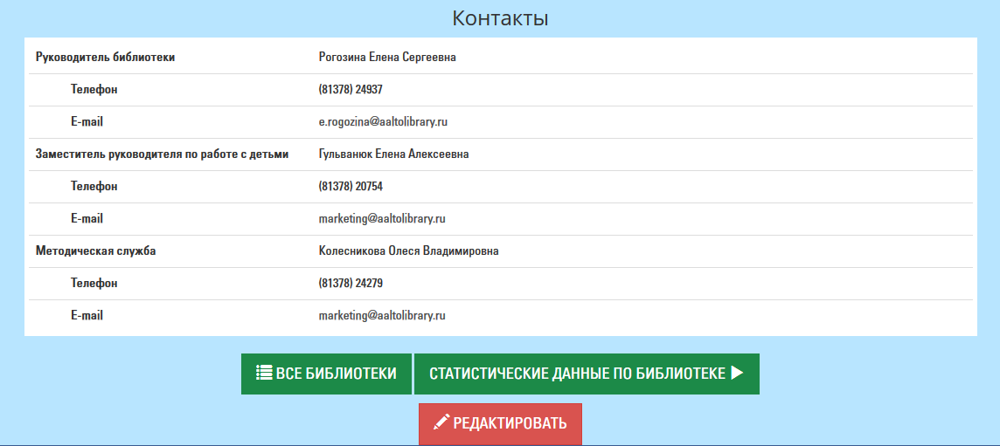 Контакты
Руководитель библиотеки Рогозина Елена Сергеевна
Телефон (81378) 24937
E-mail e.rogozina@aaltolibrary.ru
Заместитель руководителя по работе с детьми Гульванюк Елена Алексеевна
Телефон (81378) 20754
E-mail marketing@aaltolibrary.ru
Методическая служба Колесникова Олеся Владимировна
Телефон (81378) 24279
E-mail marketing@aaltolibrary.ru
ВСЕ БИБЛИОТЕКИ СТАТИСТИЧЕСКИЕ ДАННЫЕ ПО БИБЛИОТЕКЕ
РЕДАКТИРОВАТЬ